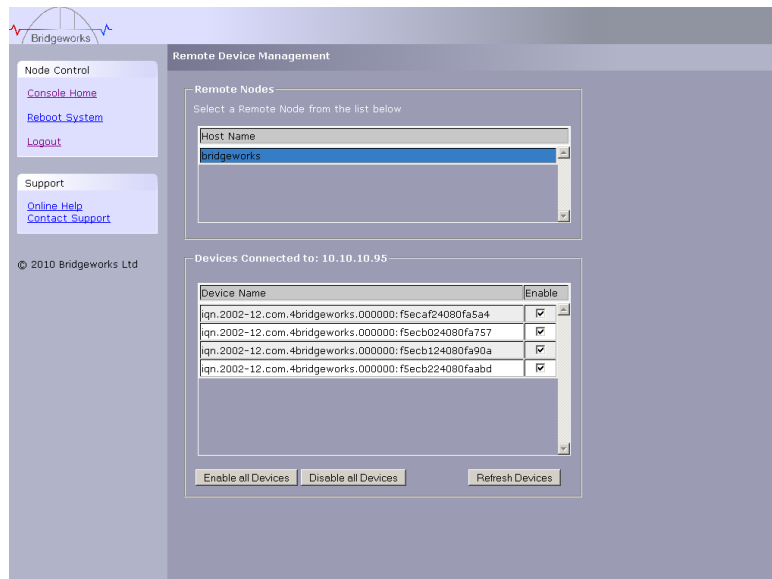 Bridgeworks
Node Control
Console Home
Reboot System
Logout
Support
Online Help
Contact Support
© 2010 Bridgeworks Ltd
Remote Device Management
Remote Nodes
Select a Remote Node from the list below
Host Name
bridgeworks
Devices Connected to: 10.10.10.95
Device Name Enable
iqn.2002-12.com.4bridgeworks.000000:f5ecaf24080fa5a4
iqn.2002-12.com.4bridgeworks.000000:f5ecb024080fa757
iqn.2002-12.com.4bridgeworks.000000:f5ecb124080fa90a
iqn.2002-12.com.4bridgeworks.000000:f5ecb224080faabd
Enable all Devices Disable all Devices Refresh Devices